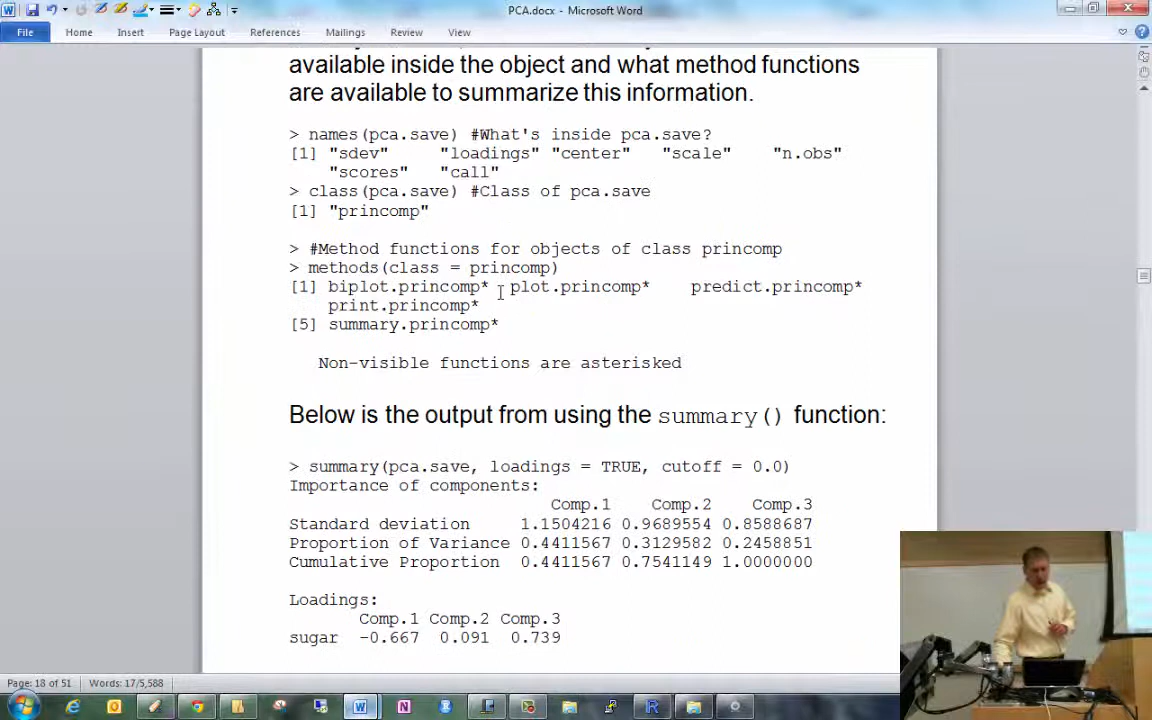 PCA.docx - Microsoft Word
File Home Insert Page Layout References Mailings Review View
available inside the object and what method functions
are available to summarize this information.
> names(pca.save) #What's inside pca.save?
[1] "sdev" "loadings" "center" "scale" "n.obs"
"scores" "call"
> class(pca.save) #Class of pca.save
[1] "princomp"
> #Method functions for objects of class princomp
> methods(class = princomp)
[1] biplot.princomp* plot.princomp* predict.princomp*
print.princomp*
[5] summary.princomp*
Non-visible functions are asterisked
Below is the output from using the summary() function:
> summary(pca.save, loadings = TRUE, cutoff = 0.0)
Importance of components:
Comp.1 Comp.2 Comp.3
Standard deviation 1.1504216 0.9689554 0.8588687
Proportion of Variance 0.4411567 0.3129582 0.2458851
Cumulative Proportion 0.4411567 0.7541149 1.0000000
Loadings:
Comp.1 Comp.2 Comp.3
sugar -0.667 0.091 0.739
Page: 18 of 51 Words: 17/5,588